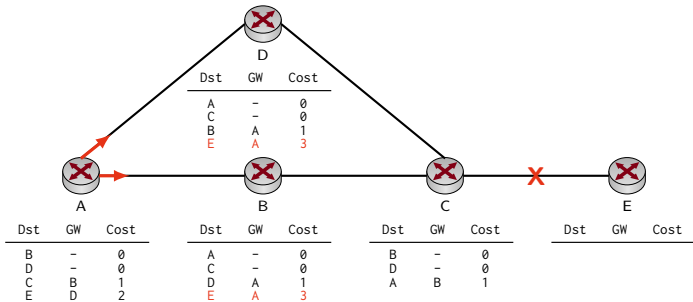 D
Dst GW Cost
A – 0
C – 0
B A 1
E A 3
A B C E
Dst GW Cost Dst GW Cost Dst GW Cost Dst GW Cost
B – 0 A – 0 B – 0
D – 0 C – 0 D – 0
C B 1 D A 1 A B 1
E D 2 E A 3